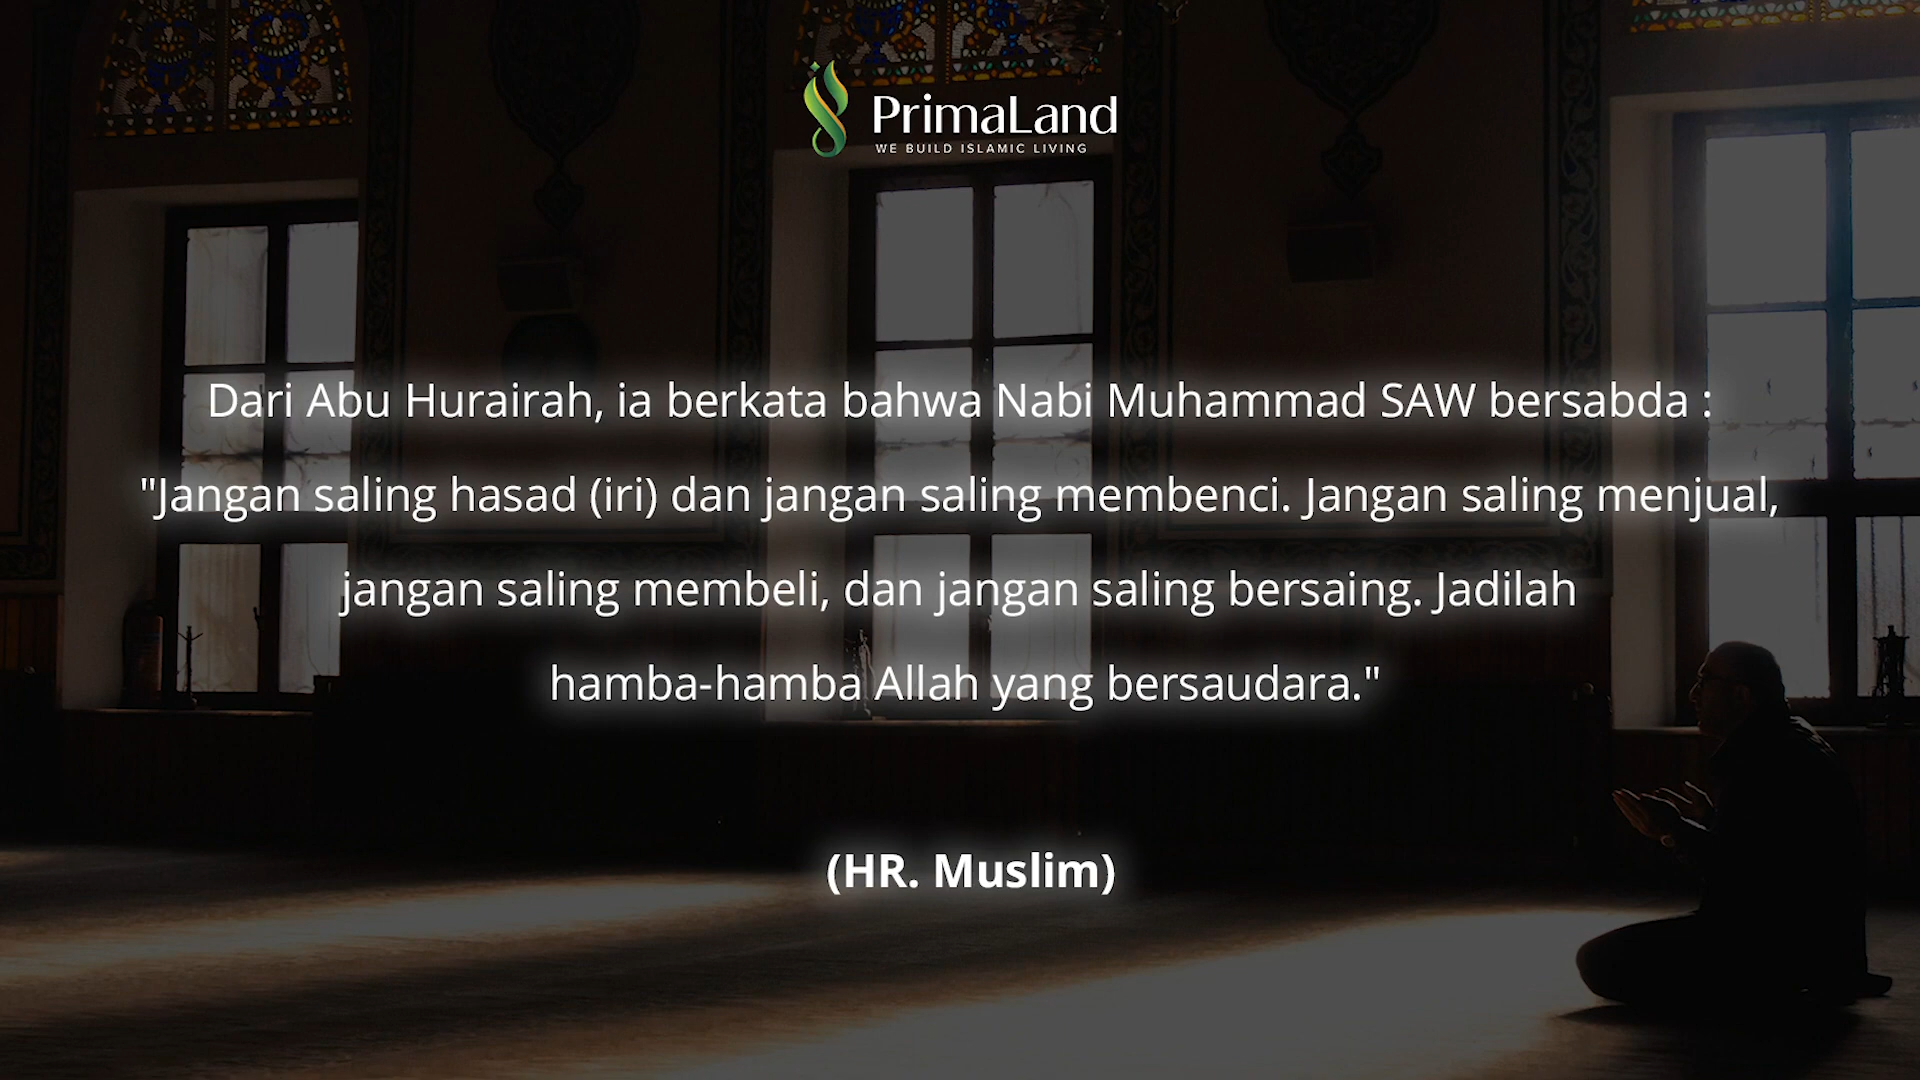 PrimaLand
WE BUILD ISLAMIC LIVING
Dari Abu Hurairah, ia berkata bahwa Nabi Muhammad SAW bersabda :
"Jangan saling hasad (iri) dan jangan saling membenci. Jangan saling menjual,
jangan saling membeli, dan jangan saling bersaing. Jadilah
hamba-hamba Allah yang bersaudara."
(HR. Muslim)